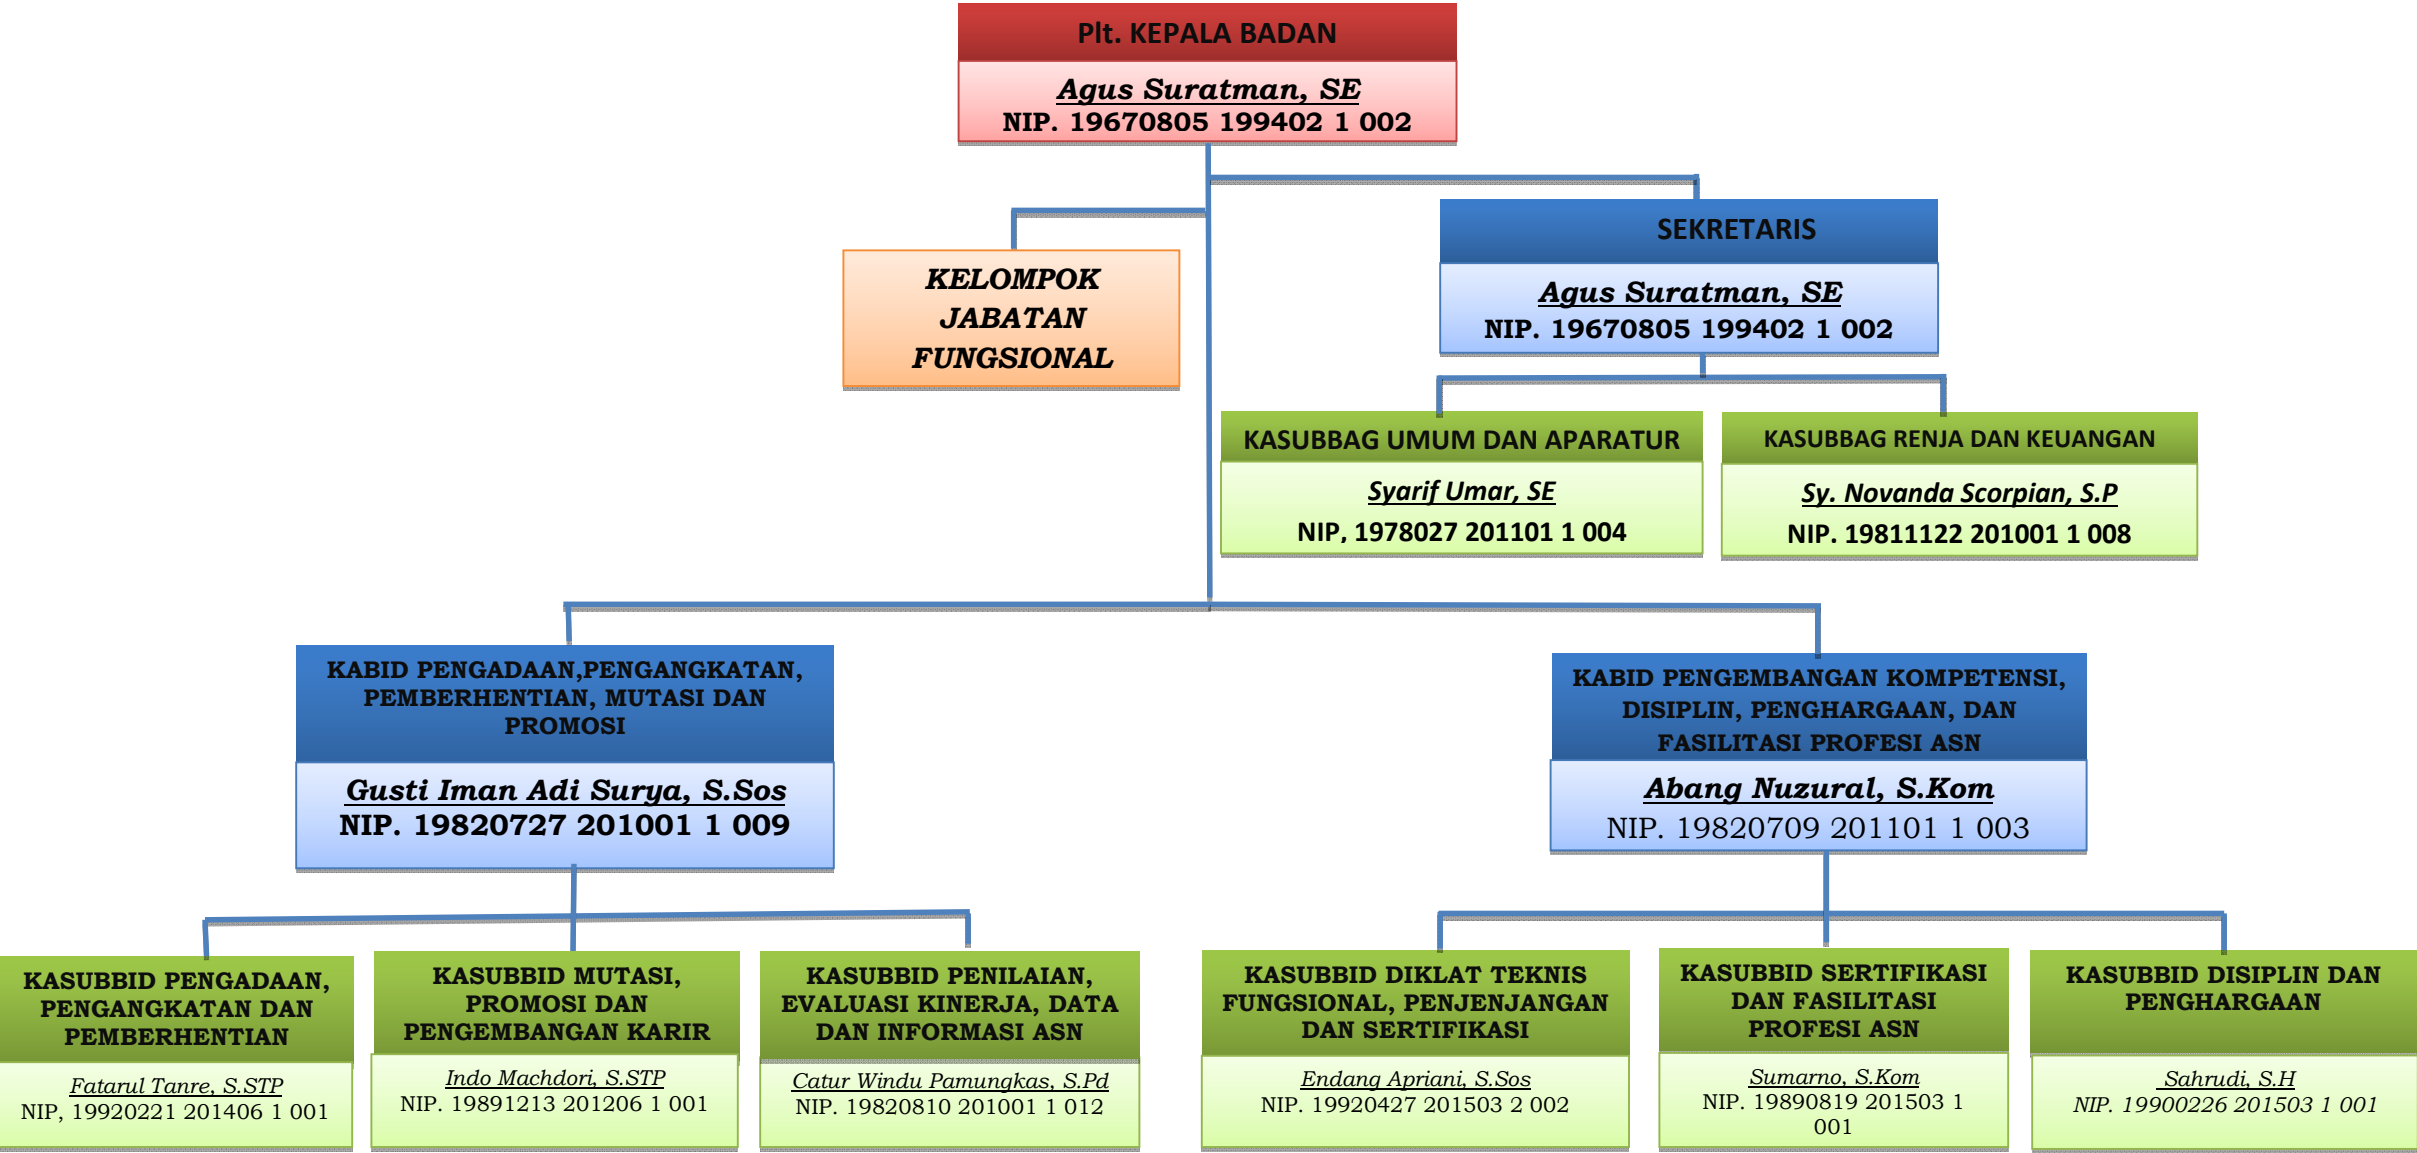 Plt. KEPALA BADAN
Agus Suratman, SE
NIP. 19670805 199402 1 002
KELOMPOK
JABATAN
FUNGSIONAL
SEKRETARIS
Agus Suratman, SE
NIP. 19670805 199402 1 002
KASUBBAG UMUM DAN APARATUR
Syarif Umar, SE
NIP, 1978027 201101 1 004
KASUBBAG RENJA DAN KEUANGAN
Sy. Novanda Scorpian, S.P
NIP. 19811122 201001 1 008
KABID PENGADAAN,PENGANGKATAN,
PEMBERHENTIAN, MUTASI DAN
PROMOSI
Gusti Iman Adi Surya, S.Sos
NIP. 19820727 201001 1 009
KABID PENGEMBANGAN KOMPETENSI,
DISIPLIN, PENGHARGAAN, DAN
FASILITASI PROFESI ASN
Abang Nuzural, S.Kom
NIP. 19820709 201101 1 003
KASUBBID PENGADAAN,
PENGANGKATAN DAN
PEMBERHENTIAN
Fatarul Tanre, S.STP
NIP, 19920221 201406 1 001
KASUBBID MUTASI,
PROMOSI DAN
PENGEMBANGAN KARIR
Indo Machdori, S.STP
NIP. 19891213 201206 1 001
KASUBBID PENILAIAN,
EVALUASI KINERJA, DATA
DAN INFORMASI ASN
Catur Windu Pamungkas, S.Pd
NIP. 19820810 201001 1 012
KASUBBID DIKLAT TEKNIS
FUNGSIONAL, PENJENJANGAN
DAN SERTIFIKASI
Endang Apriani, S.Sos
NIP. 19920427 201503 2 002
KASUBBID SERTIFIKASI
DAN FASILITASI
PROFESI ASN
Sumarno, S.Kom
NIP. 19890819 201503 1
001
KASUBBID DISIPLIN DAN
PENGHARGAAN
Sahrudi, S.H
NIP. 19900226 201503 1 001